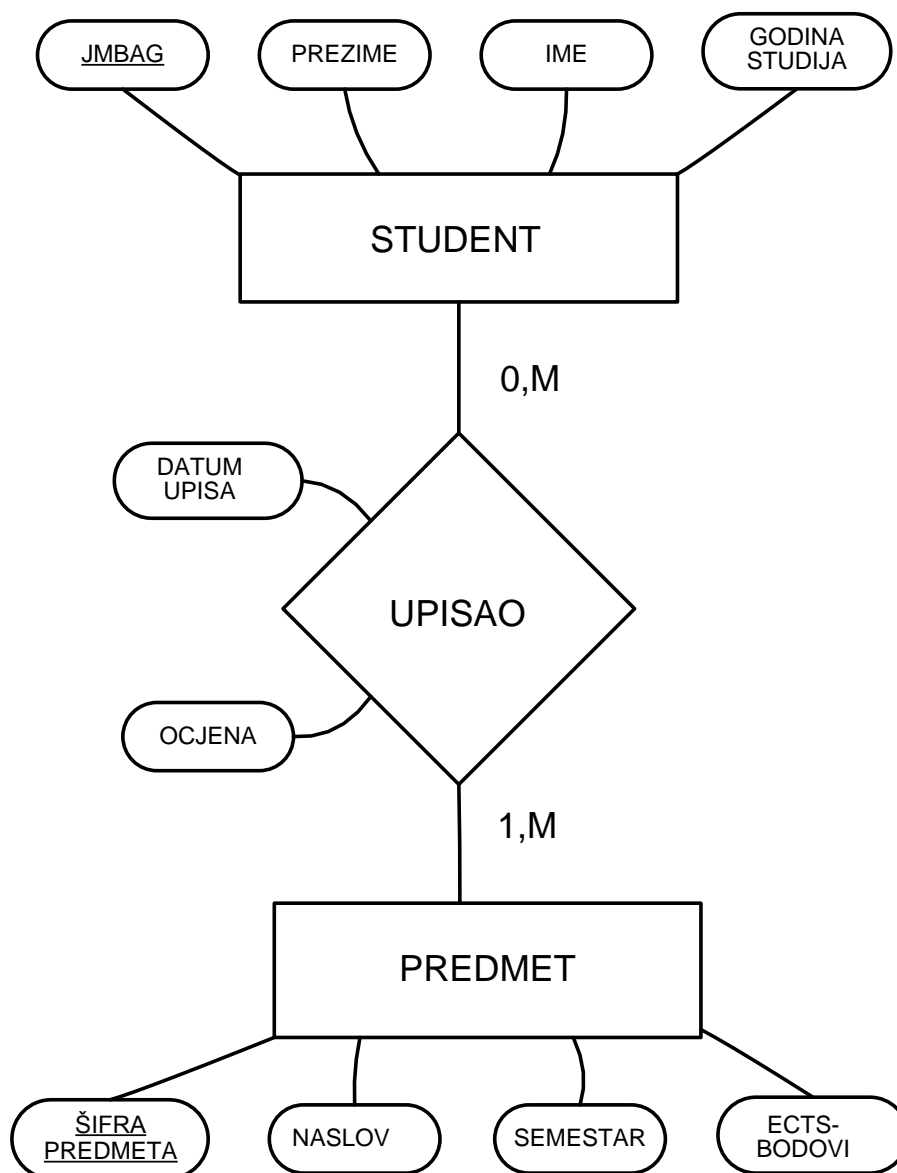 JMBAG
PREZIME
IME
GODINA
STUDIJA
STUDENT
0,M
DATUM
UPISA
UPISAO
OCJENA
1,M
PREDMET
ŠIFRA
PREDMETA
NASLOV
SEMESTAR
ECTS-
BODOVI